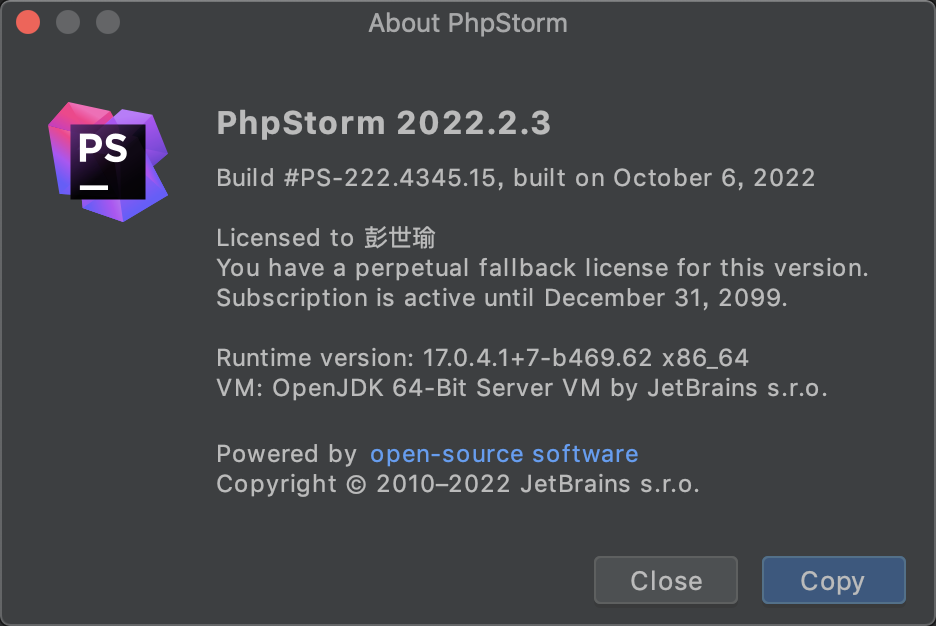 About PhpStorm
PS
PhpStorm 2022.2.3
Build #PS-222.4345.15, built on October 6, 2022
Licensed to 彭世瑜
You have a perpetual fallback license for this version.
Subscription is active until December 31, 2099.
Runtime version: 17.0.4.1+7-b469.62 x86_64
VM: OpenJDK 64-Bit Server VM by JetBrains s.r.o.
Powered by open-source software
Copyright © 2010–2022 JetBrains s.r.o.
Close Copy